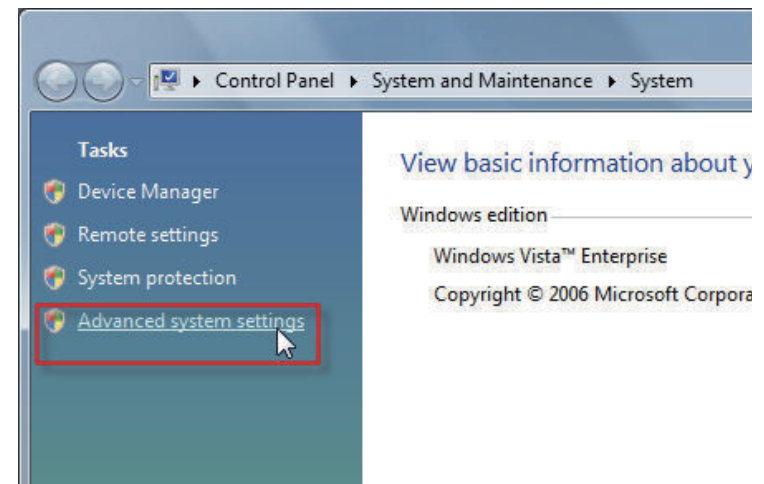 Control Panel System and Maintenance System
Tasks
Device Manager
Remote settings
System protection
Advanced system settings
View basic information about y
Windows edition
Windows Vista™ Enterprise
Copyright © 2006 Microsoft Corpora